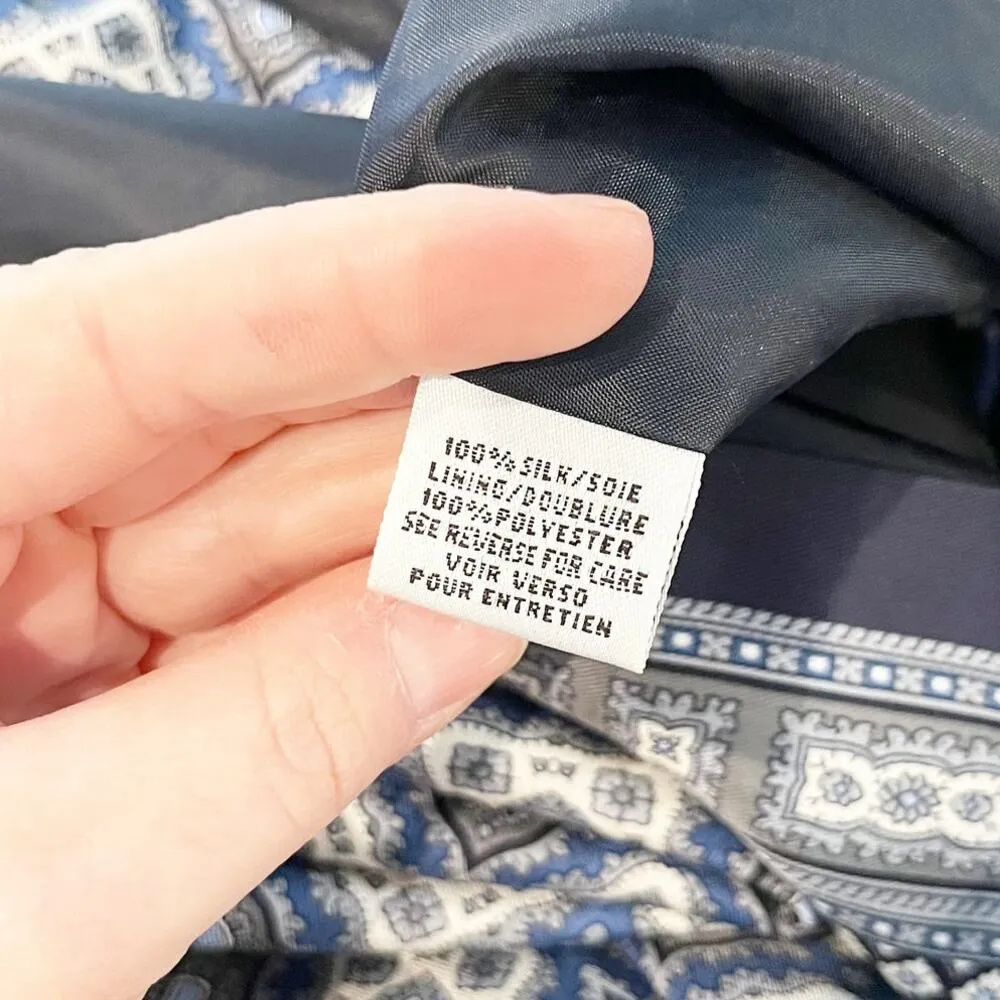 100% SILK/SOIE
LINING/DOUBLURE
100% POLYESTER
SEE REVERSE FOR CARE
VOIR VERSO
POUR ENTRETIEN